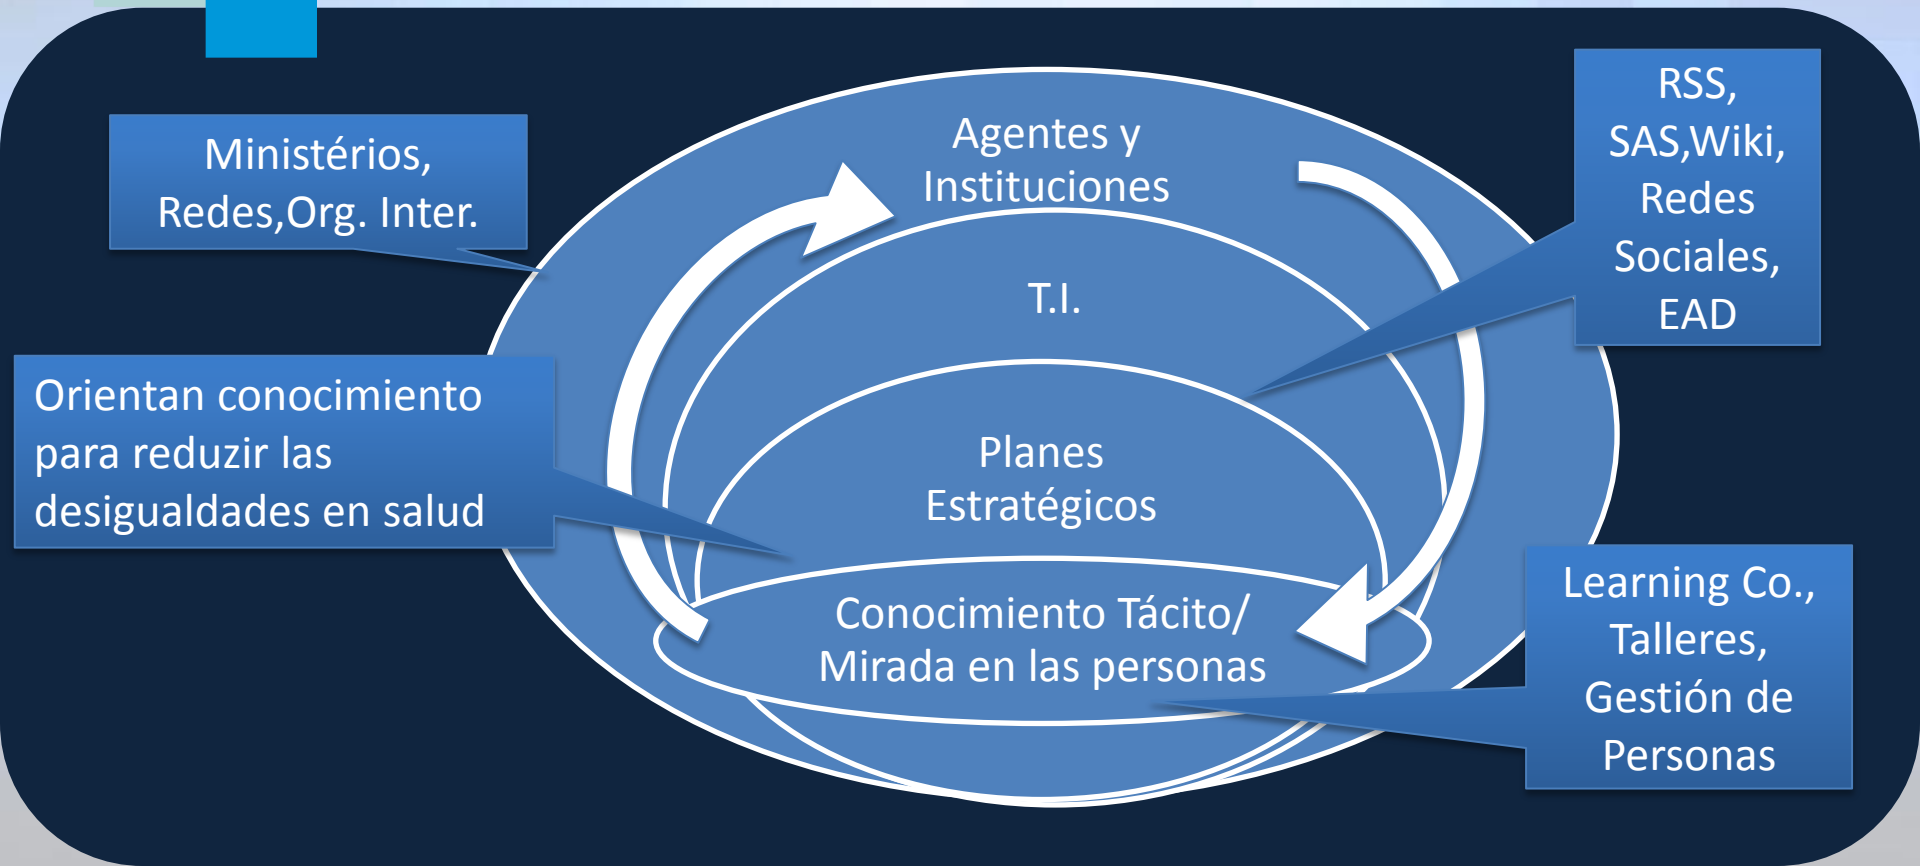 Ministérios,
Redes,Org. Inter.
Agentes y
Instituciones
RSS,
SAS,Wiki,
Redes
Sociales,
EAD
T.I.
Orientan conocimiento
para reduzir las
desigualdades en salud
Planes
Estratégicos
Conocimiento Tácito/
Mirada en las personas
Learning Co.,
Talleres,
Gestión de
Personas